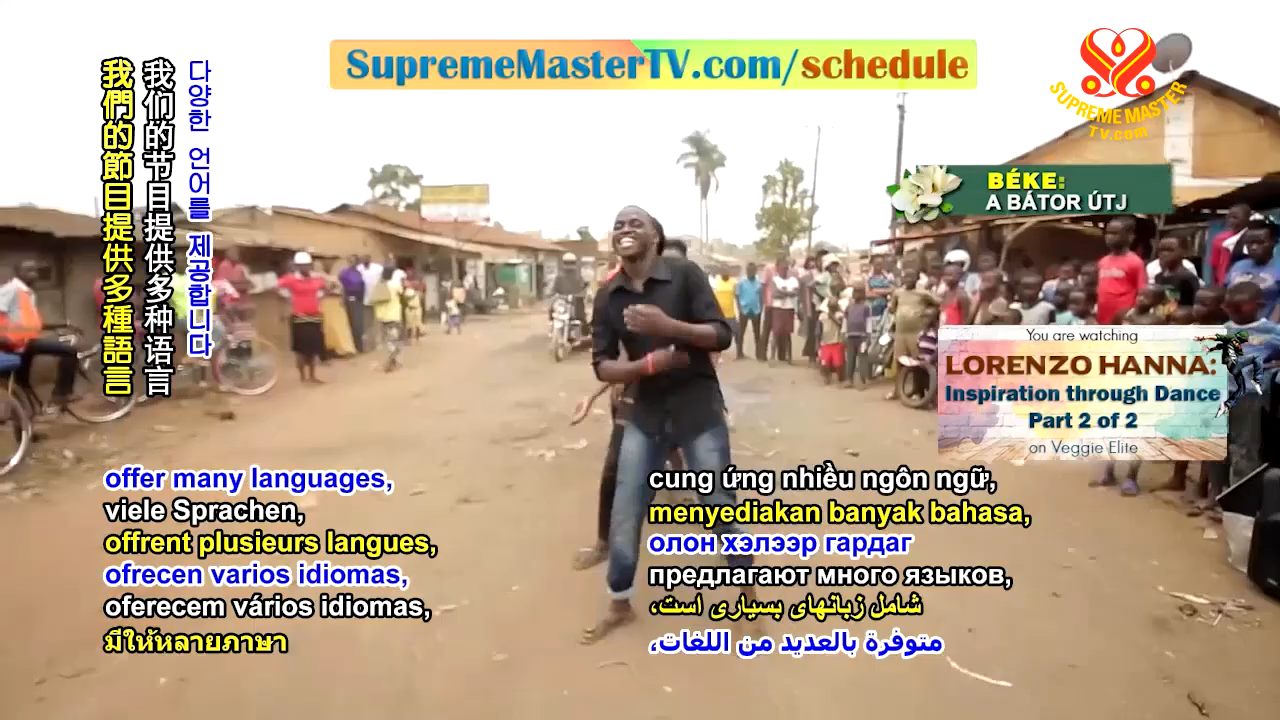 SupremeMasterTV.com/schedule
SUPREME MASTER
TV.com
我們的節目提供多種語言
我们的节目提供多种语言
다양한 언어를 제공합니다
BÉKE:
A BÁTOR ÚTJ
You are watching
LORENZO HANNA:
Inspiration through Dance
Part 2 of 2
on Veggie Elite
offer many languages,
viele Sprachen,
offrent plusieurs langues,
ofrecen varios idiomas,
oferecem vários idiomas,
มีให้หลายภาษา
cung ứng nhiều ngôn ngữ,
menyediakan banyak bahasa,
олон хэлээр гардаг
предлагают много языков,
شامل زبانهای بسیاری است،
متوفرة بالعديد من اللغات،